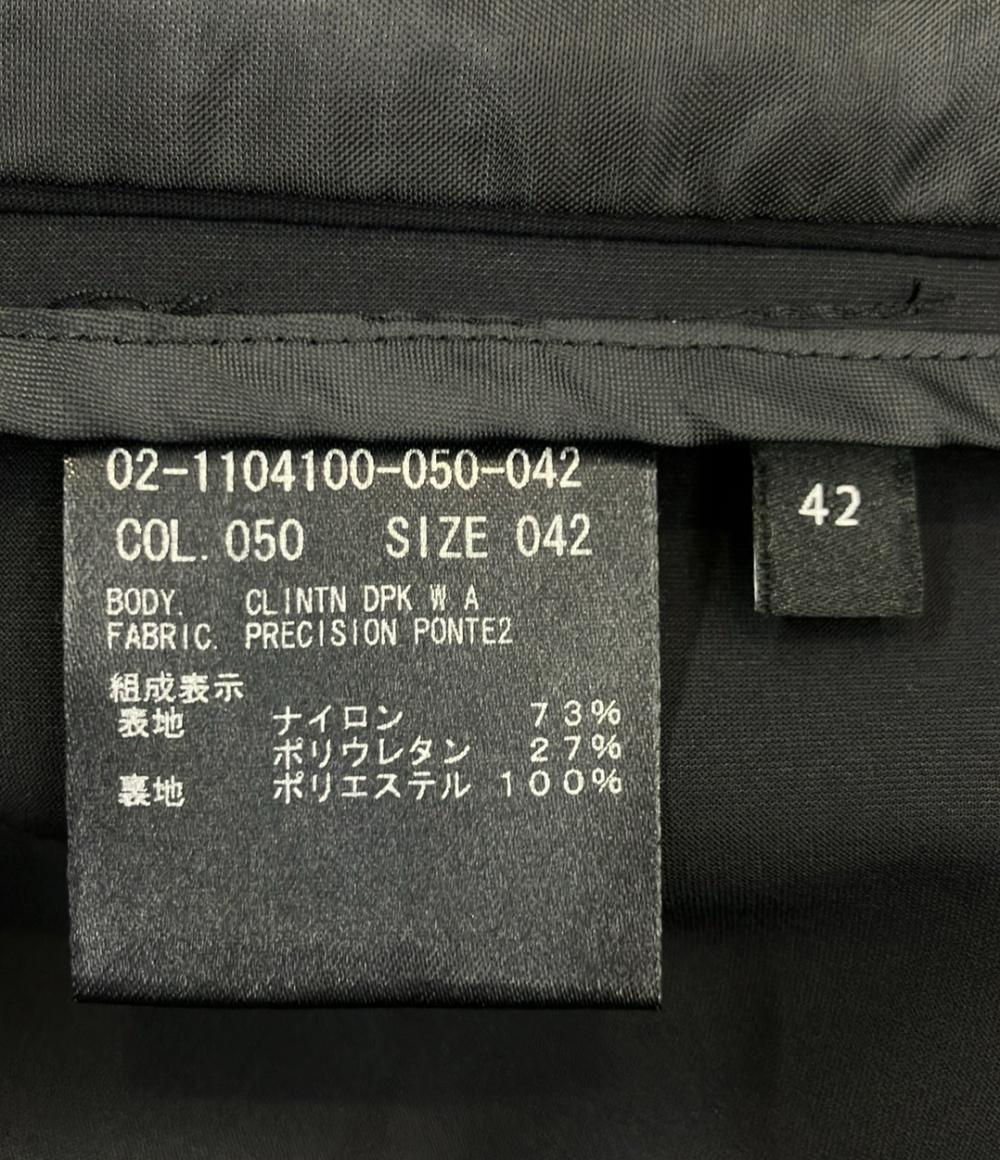 02-1104100-050-042
COL. 050 SIZE 042
BODY. CLINTN DPK W A
FABRIC. PRECISION PONTE2
組成表示
表地 ナイロン 73%
ポリウレタン 27%
裏地 ポリエステル 100%
42